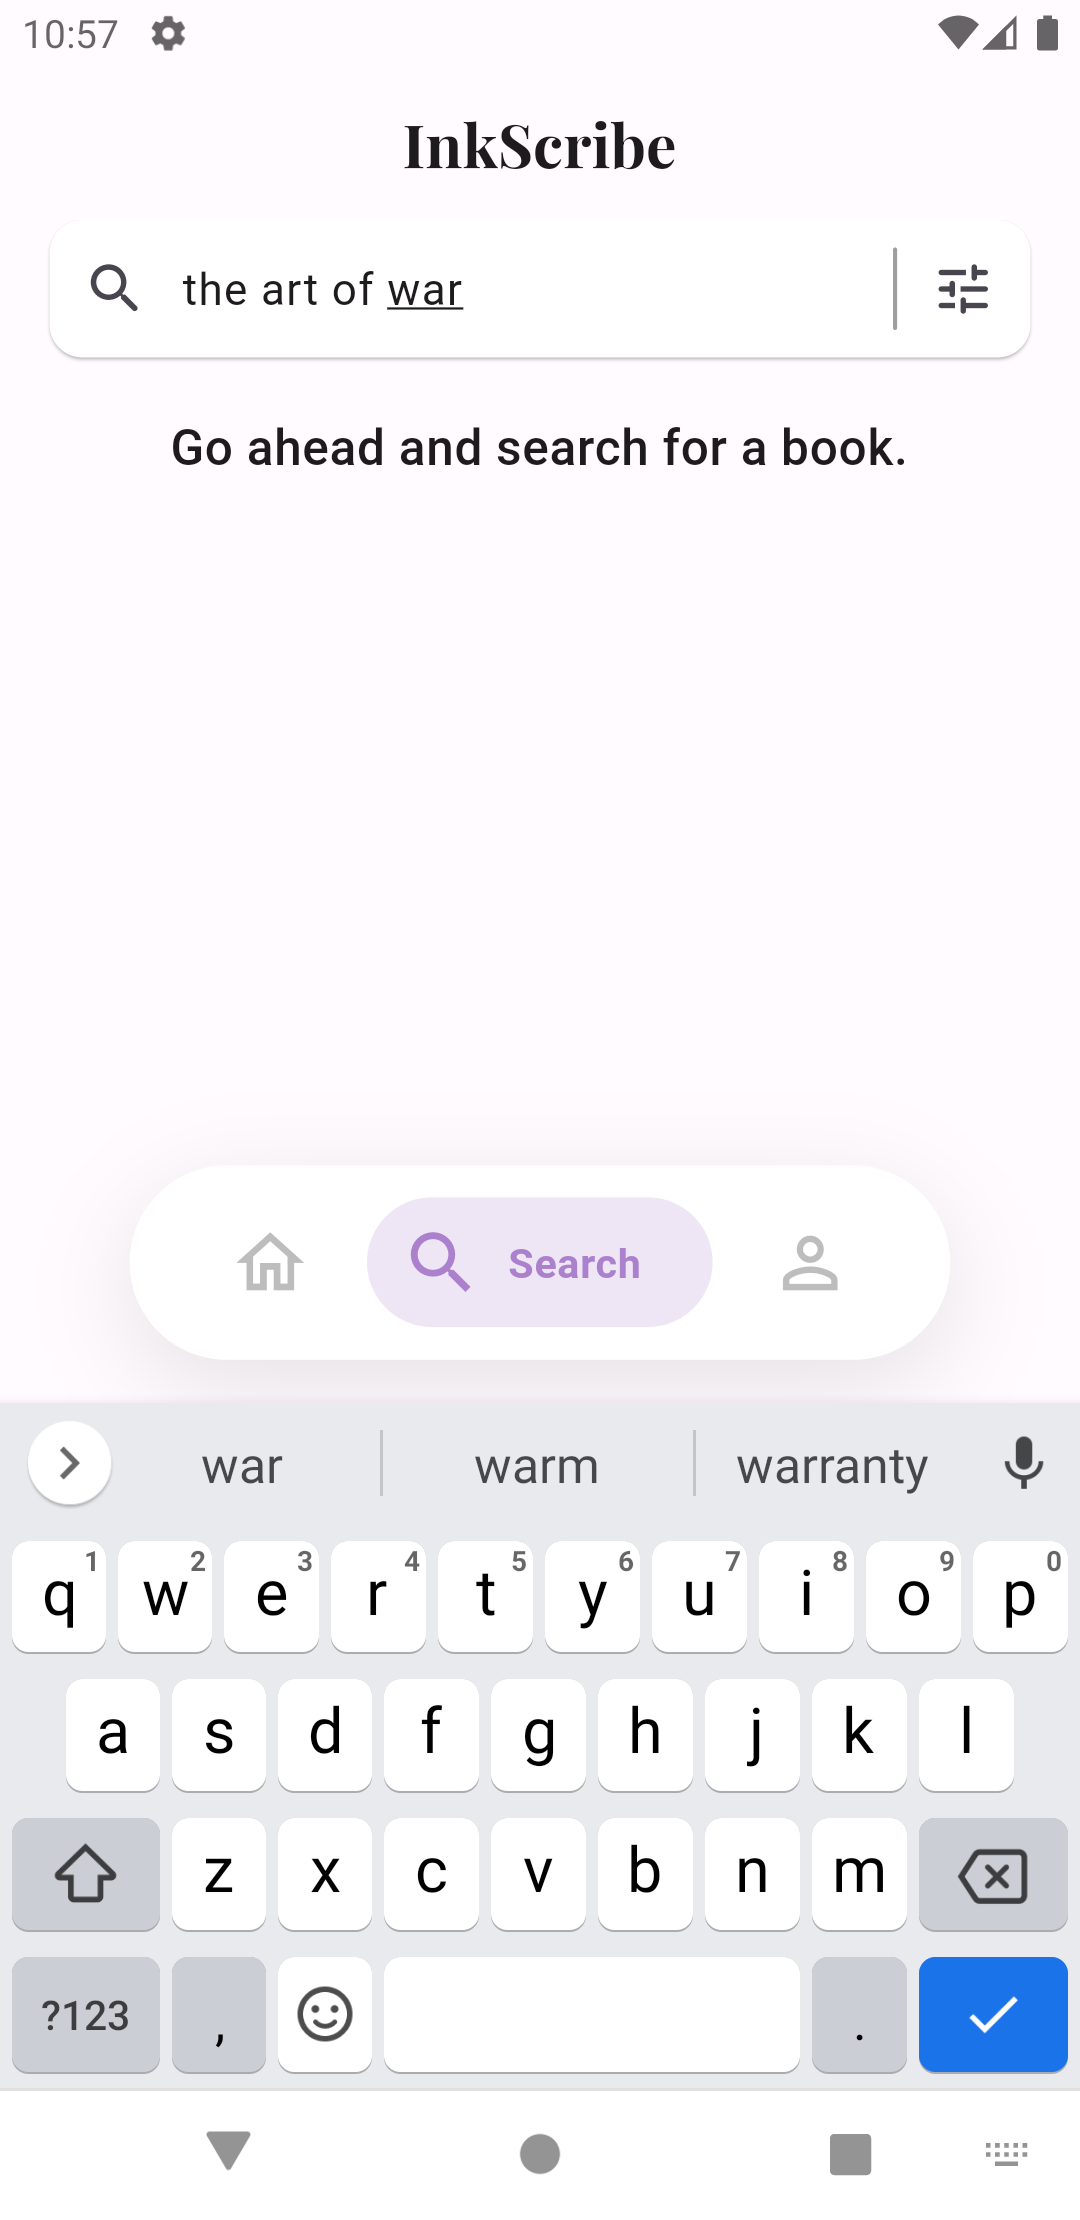 10:57
InkScribe
the art of war
Go ahead and search for a book.
Search
war warm warranty
q 1 w 2 e 3 r 4 t 5 y 6 u 7 i 8 o 9 p 0
a s d f g h j k l
z x c v b n m
?123 , .